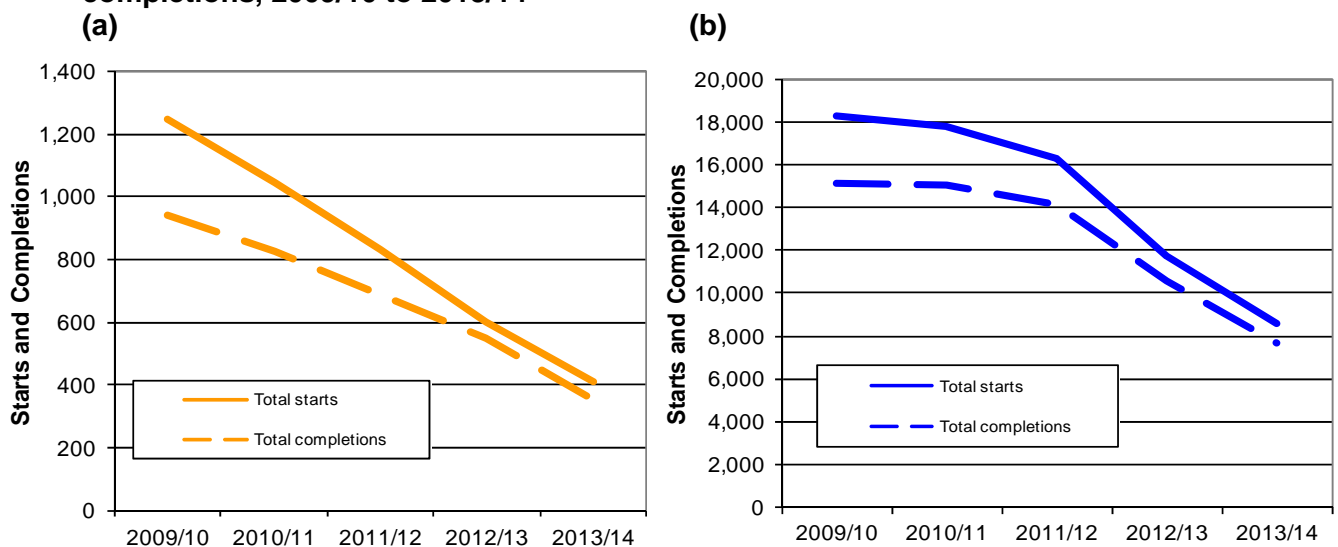 (a)
(b)
1,400
1,200
1,000
800
600
400
200
0
Starts and Completions
Total starts
Total completions
2009/10 2010/11 2011/12 2012/13 2013/14
20,000
18,000
16,000
14,000
12,000
10,000
8,000
6,000
4,000
2,000
0
Starts and Completions
Total starts
Total completions
2009/10 2010/11 2011/12 2012/13 2013/14